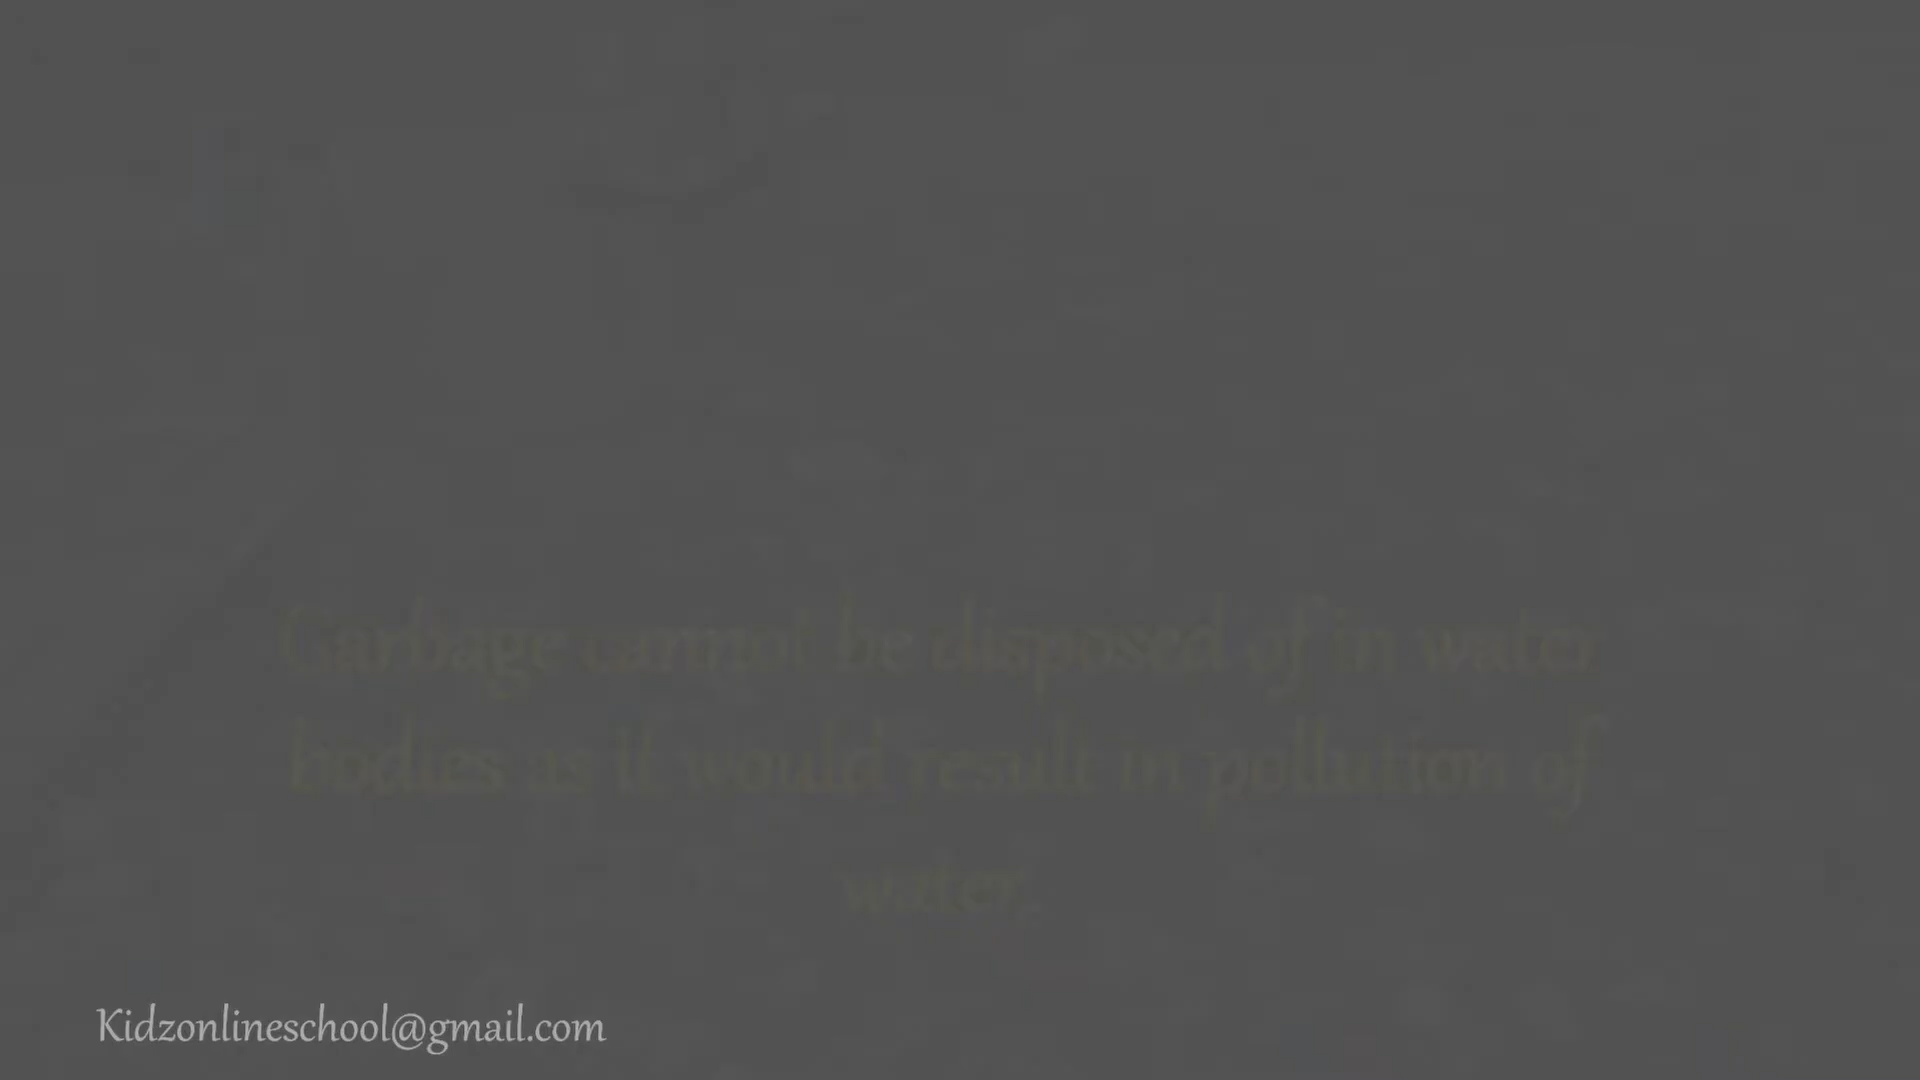 Garbage cannot be disposed of in water
bodies as it would result in pollution of
water.
Kidzonlineschool@gmail.com